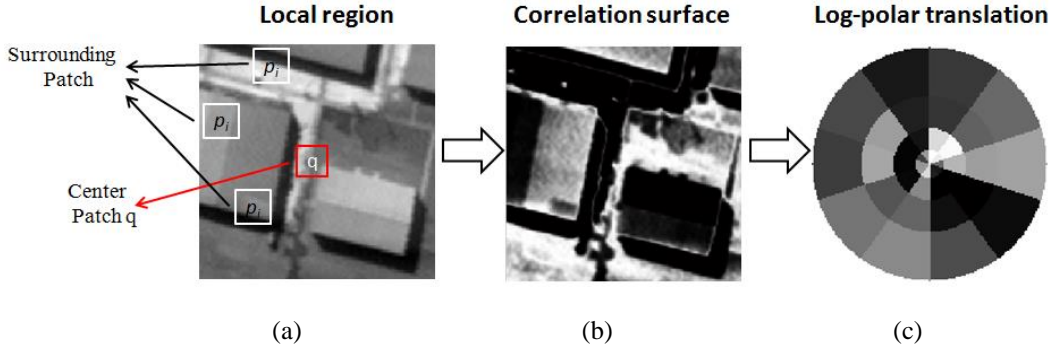 Local region
Correlation surface
Log-polar translation
Surrounding
Patch
p_i
p_i
q
Center
Patch q
p_i
(a)
(b)
(c)